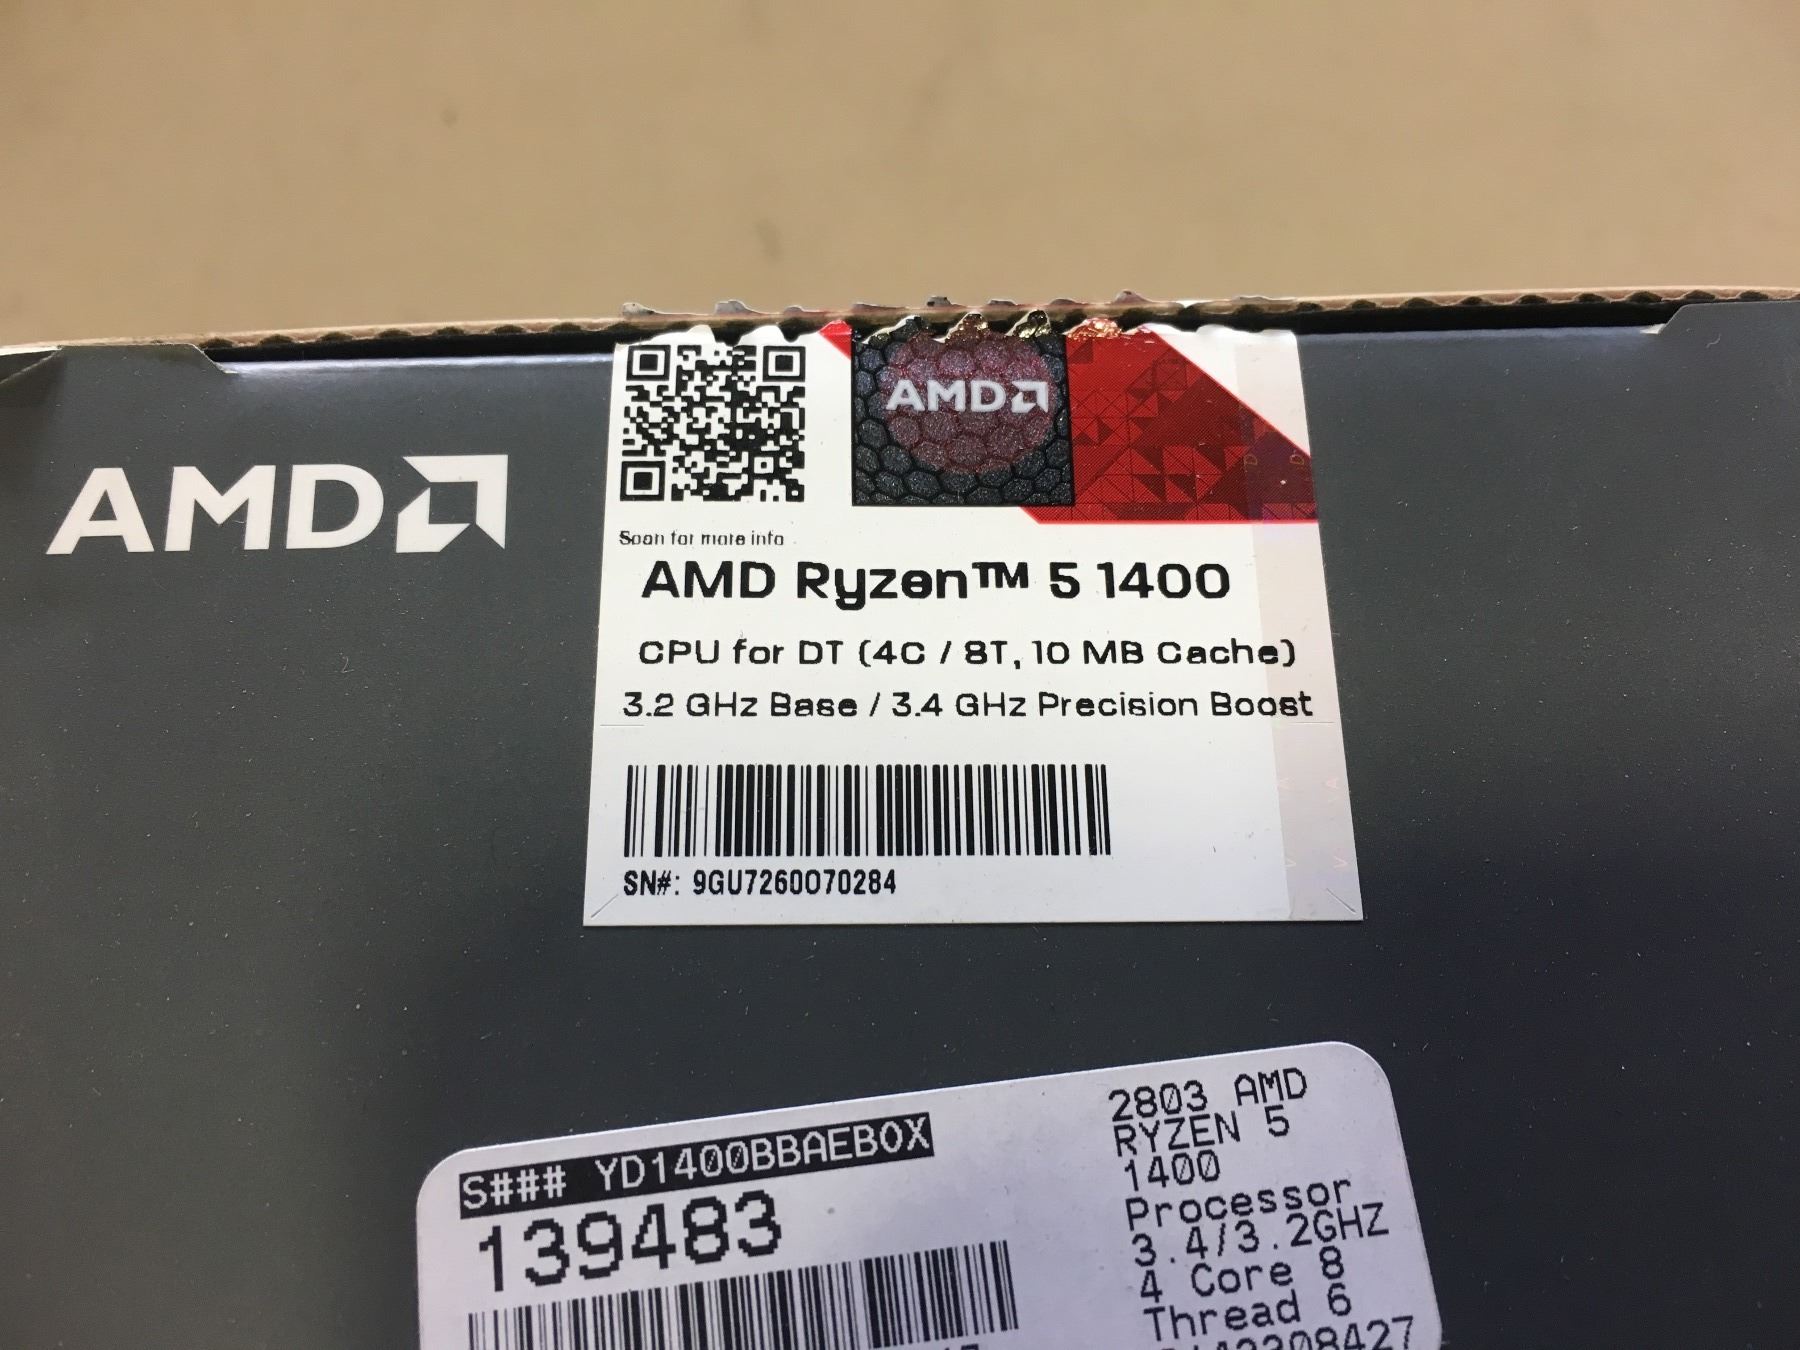 AMD
AMD
Scan for more info
AMD Ryzen™ 5 1400
CPU for DT (4C / 8T, 10 MB Cache)
3.2 GHz Base / 3.4 GHz Precision Boost
SN#: 9GU7260070284
S### YD1400BBAEBOX
139483
2803 AMD
RYZEN 5
1400
Processor
3.4/3.2GHZ
4 Core 8
Thread 6